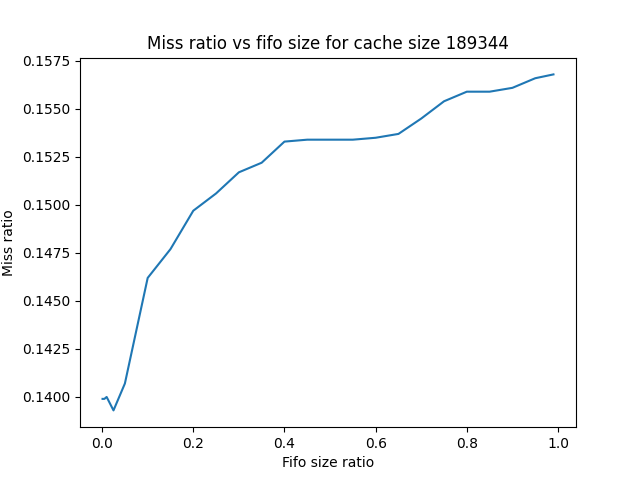 Miss ratio vs fifo size for cache size 189344
0.1575
0.1550
0.1525
0.1500
0.1475
0.1450
0.1425
0.1400
Miss ratio
0.0 0.2 0.4 0.6 0.8 1.0
Fifo size ratio